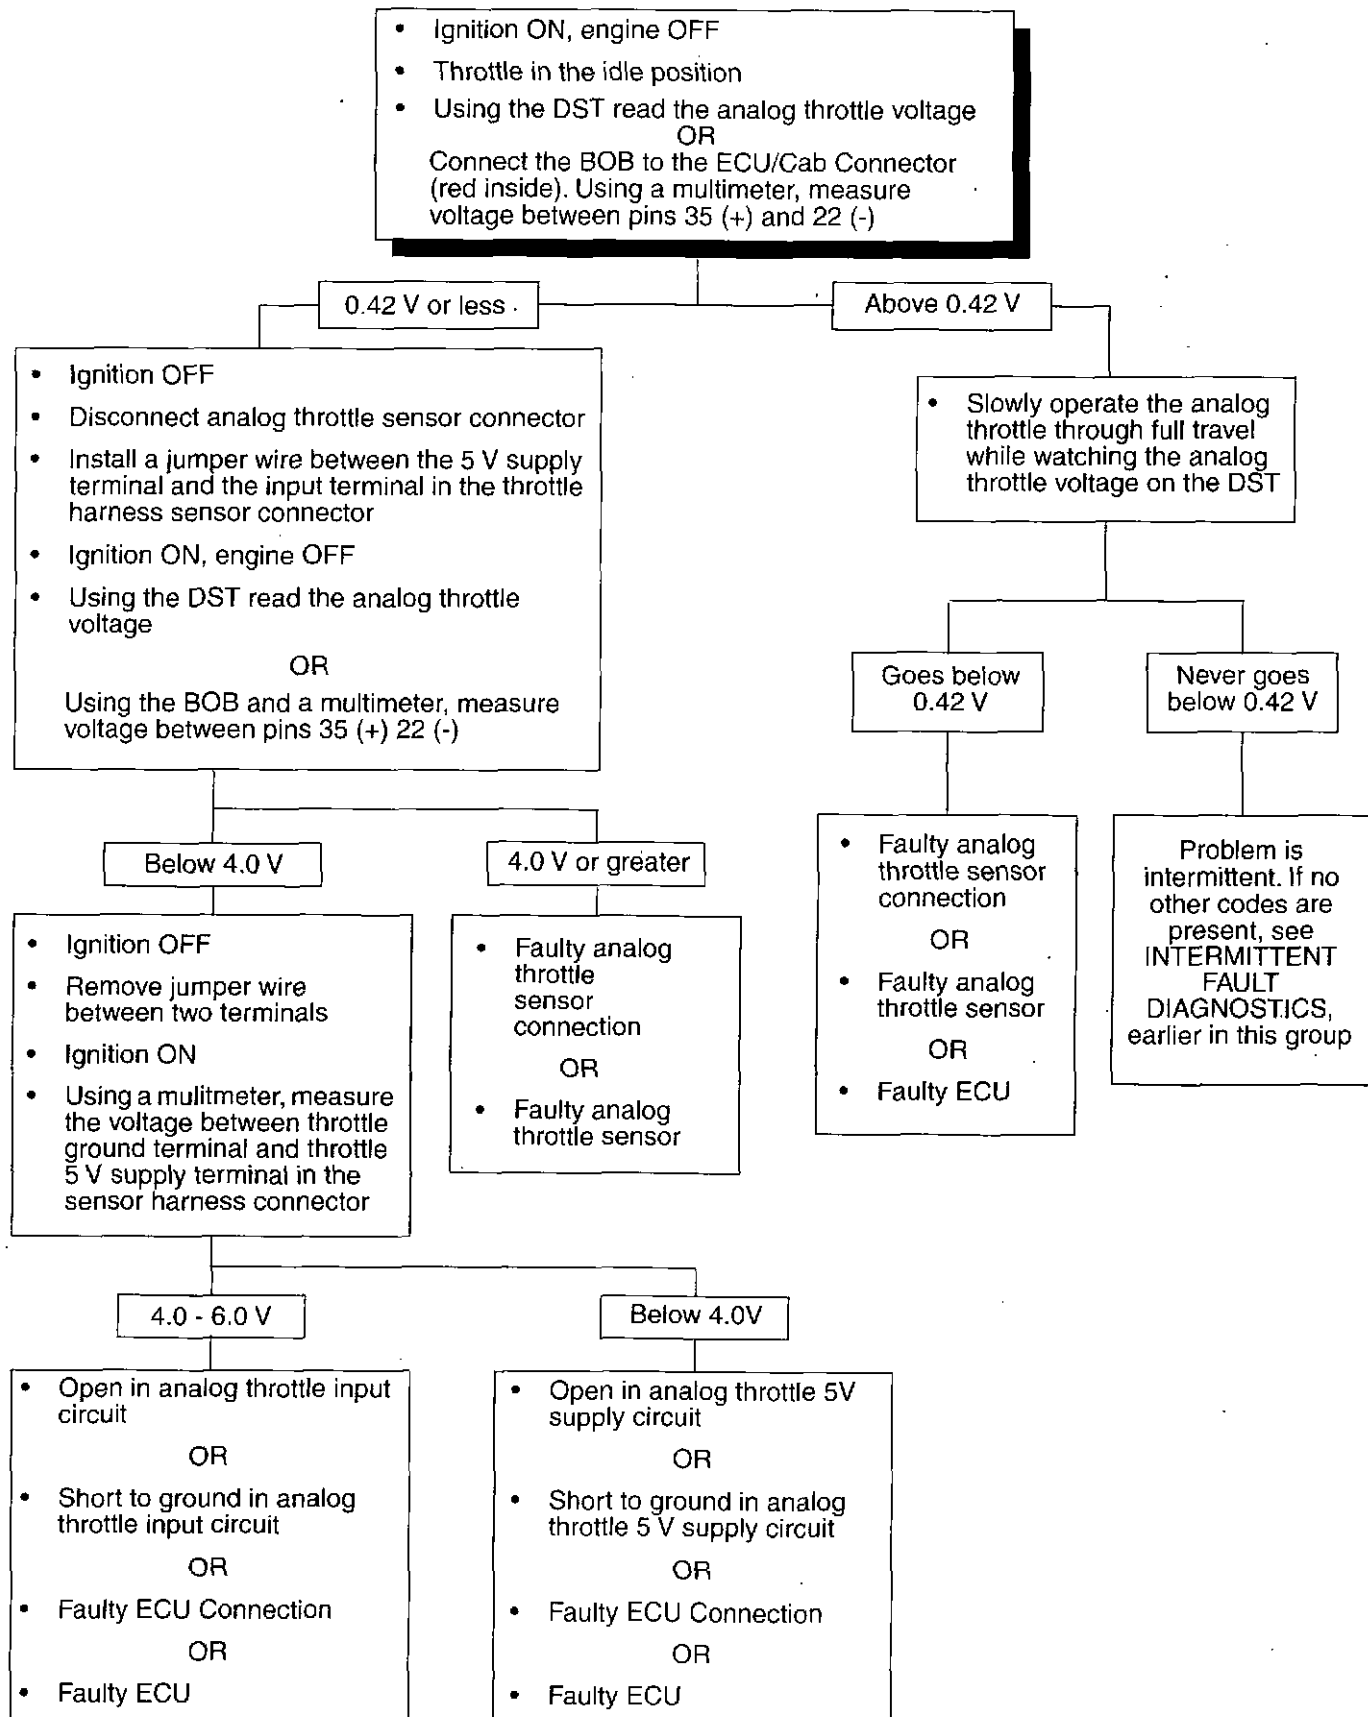 • Ignition ON, engine OFF
• Throttle in the idle position
• Using the DST read the analog throttle voltage
OR
Connect the BOB to the ECU/Cab Connector
(red inside). Using a multimeter, measure
voltage between pins 35 (+) and 22 (-)
0.42 V or less
Above 0.42 V
• Ignition OFF
• Disconnect analog throttle sensor connector
• Install a jumper wire between the 5 V supply
terminal and the input terminal in the throttle
harness sensor connector
• Ignition ON, engine OFF
• Using the DST read the analog throttle
voltage
OR
Using the BOB and a multimeter, measure
voltage between pins 35 (+) 22 (-)
• Slowly operate the analog
throttle through full travel
while watching the analog
throttle voltage on the DST
Goes below
0.42 V
Never goes
below 0.42 V
Below 4.0 V
4.0 V or greater
• Faulty analog
throttle sensor
connection
OR
• Faulty analog
throttle sensor
OR
• Faulty ECU
Problem is
intermittent. If no
other codes are
present, see
INTERMITTENT
FAULT
DIAGNOSTICS,
earlier in this group
• Ignition OFF
• Remove jumper wire
between two terminals
• Ignition ON
• Using a mulitmeter, measure
the voltage between throttle
ground terminal and throttle
5 V supply terminal in the
sensor harness connector
• Faulty analog
throttle
sensor
connection
OR
• Faulty analog
throttle sensor
4.0 - 6.0 V
Below 4.0V
• Open in analog throttle input
circuit
OR
• Short to ground in analog
throttle input circuit
OR
• Faulty ECU Connection
OR
• Faulty ECU
• Open in analog throttle 5V
supply circuit
OR
• Short to ground in analog
throttle 5 V supply circuit
OR
• Faulty ECU Connection
OR
• Faulty ECU